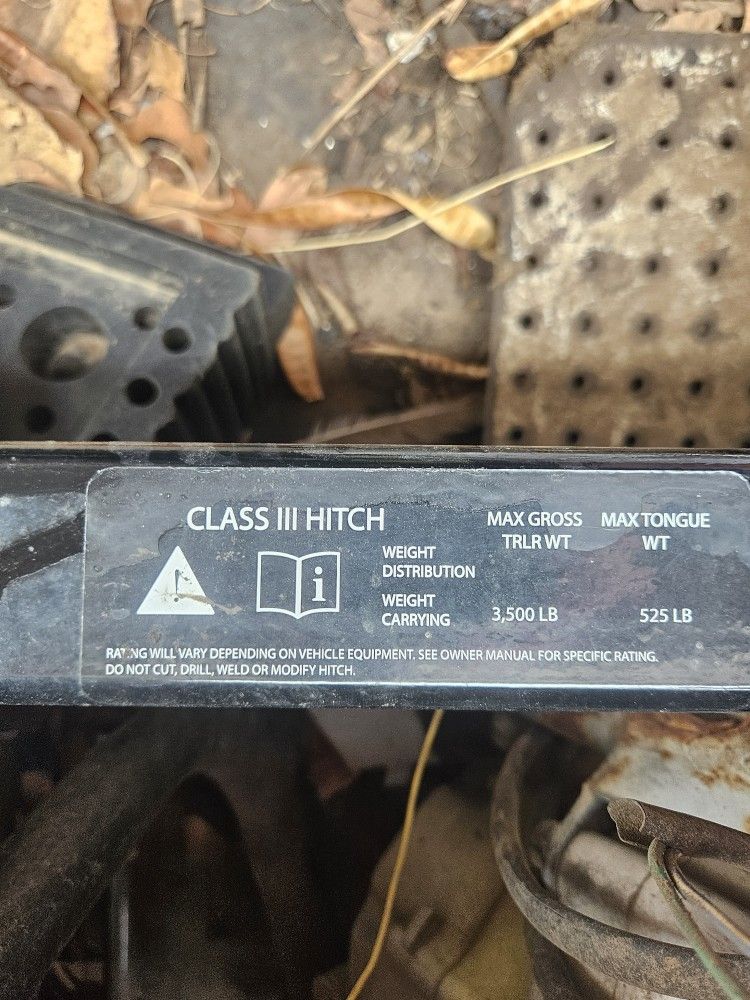 CLASS III HITCH
MAX GROSS
TRLR WT
MAX TONGUE
WT
WEIGHT
DISTRIBUTION
WEIGHT
CARRYING
3,500 LB
525 LB
RATING WILL VARY DEPENDING ON VEHICLE EQUIPMENT. SEE OWNER MANUAL FOR SPECIFIC RATING.
DO NOT CUT, DRILL, WELD OR MODIFY HITCH.